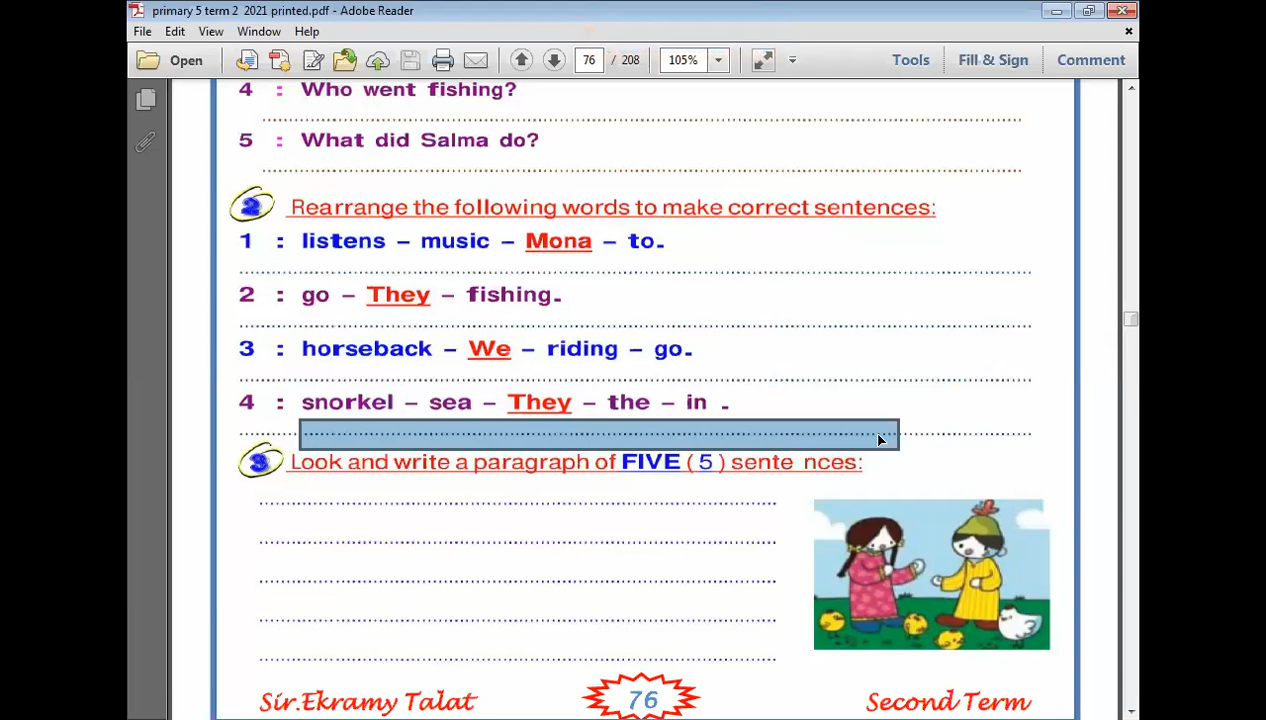 primary 5 term 2 2021 printed.pdf - Adobe Reader
File Edit View Window Help
Open 76 / 208 105% Tools Fill & Sign Comment
4 : Who went fishing?
5 : What did Salma do?
2 Rearrange the following words to make correct sentences:
1 : listens – music – Mona – to.
2 : go – They – fishing.
3 : horseback – We – riding – go.
4 : snorkel – sea – They – the – in .
3 Look and write a paragraph of FIVE ( 5 ) sente nces:
Sir.Ekramy Talat 76 Second Term